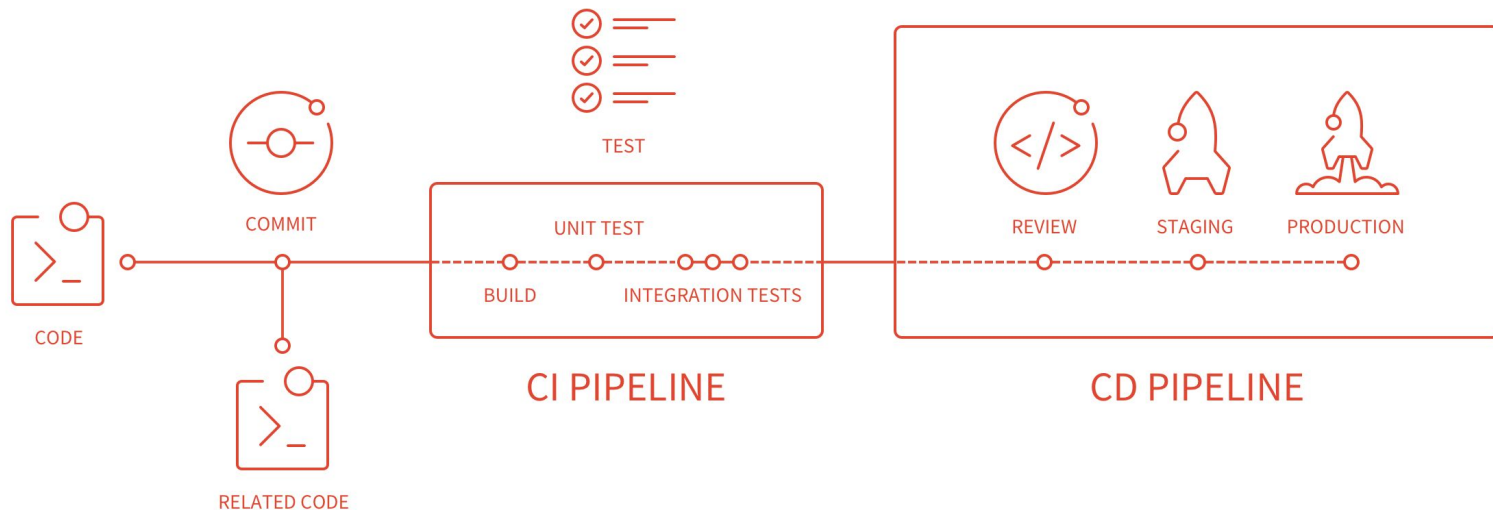 TEST
COMMIT
UNIT TEST
REVIEW
STAGING
PRODUCTION
BUILD
INTEGRATION TESTS
CODE
CI PIPELINE
CD PIPELINE
RELATED CODE